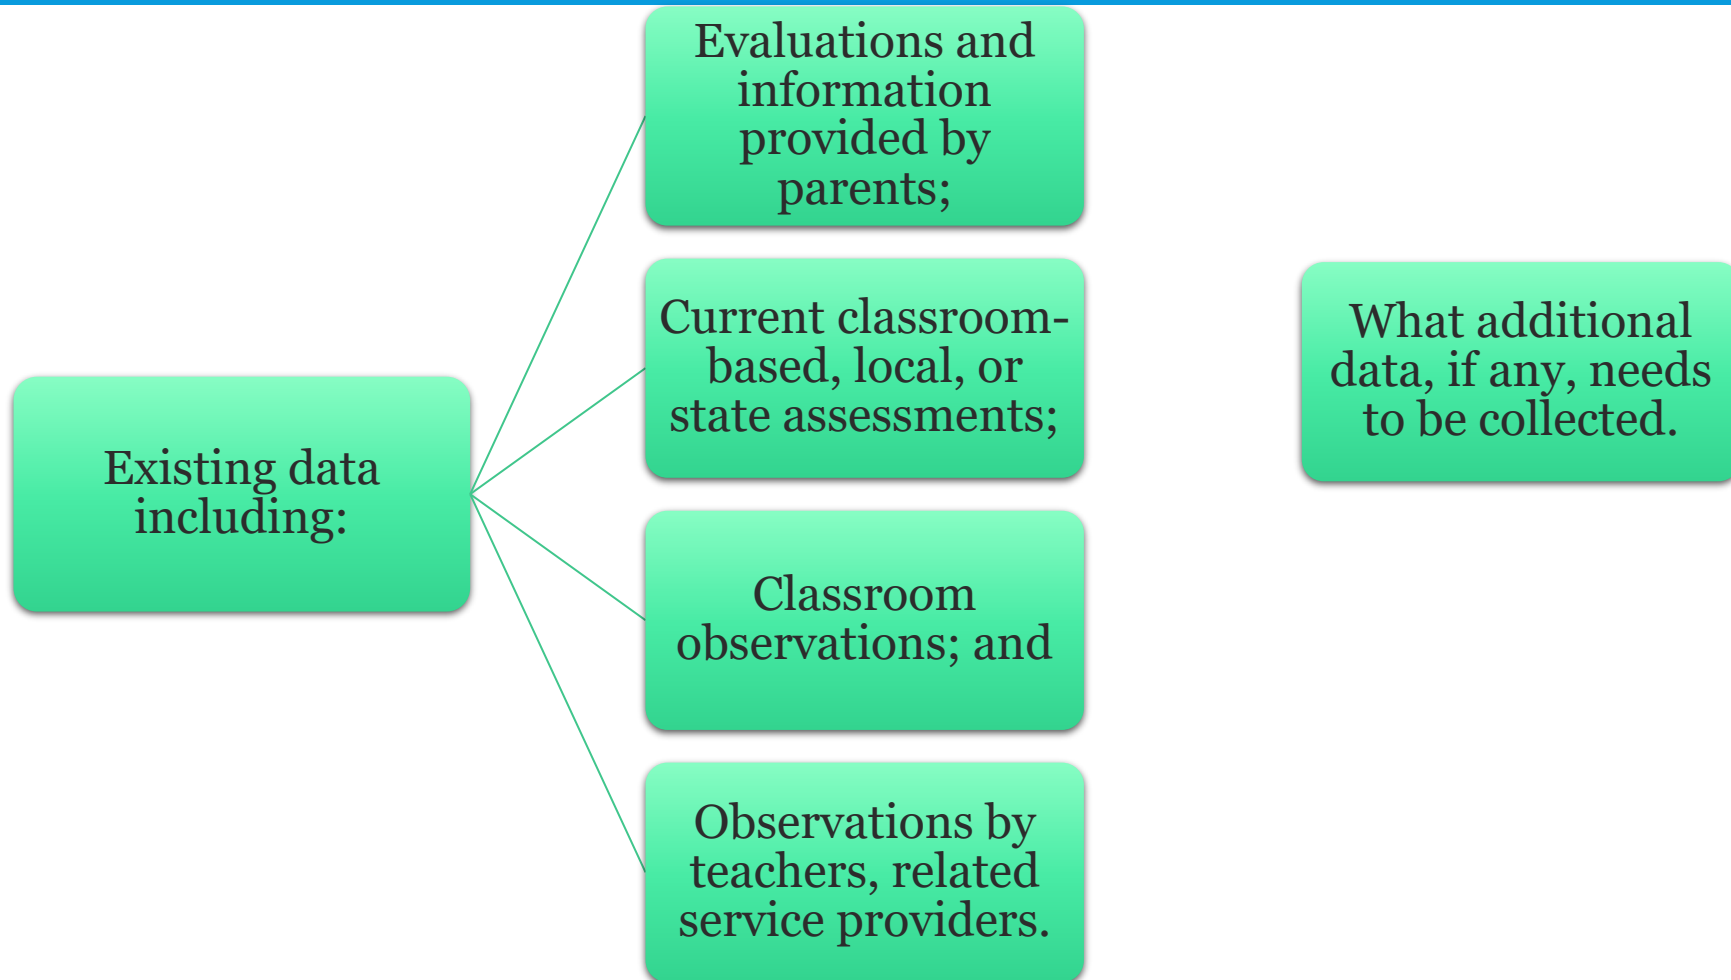 Existing data
including:
Evaluations and
information
provided by
parents;
Current classroom-
based, local, or
state assessments;
Classroom
observations; and
Observations by
teachers, related
service providers.
What additional
data, if any, needs
to be collected.